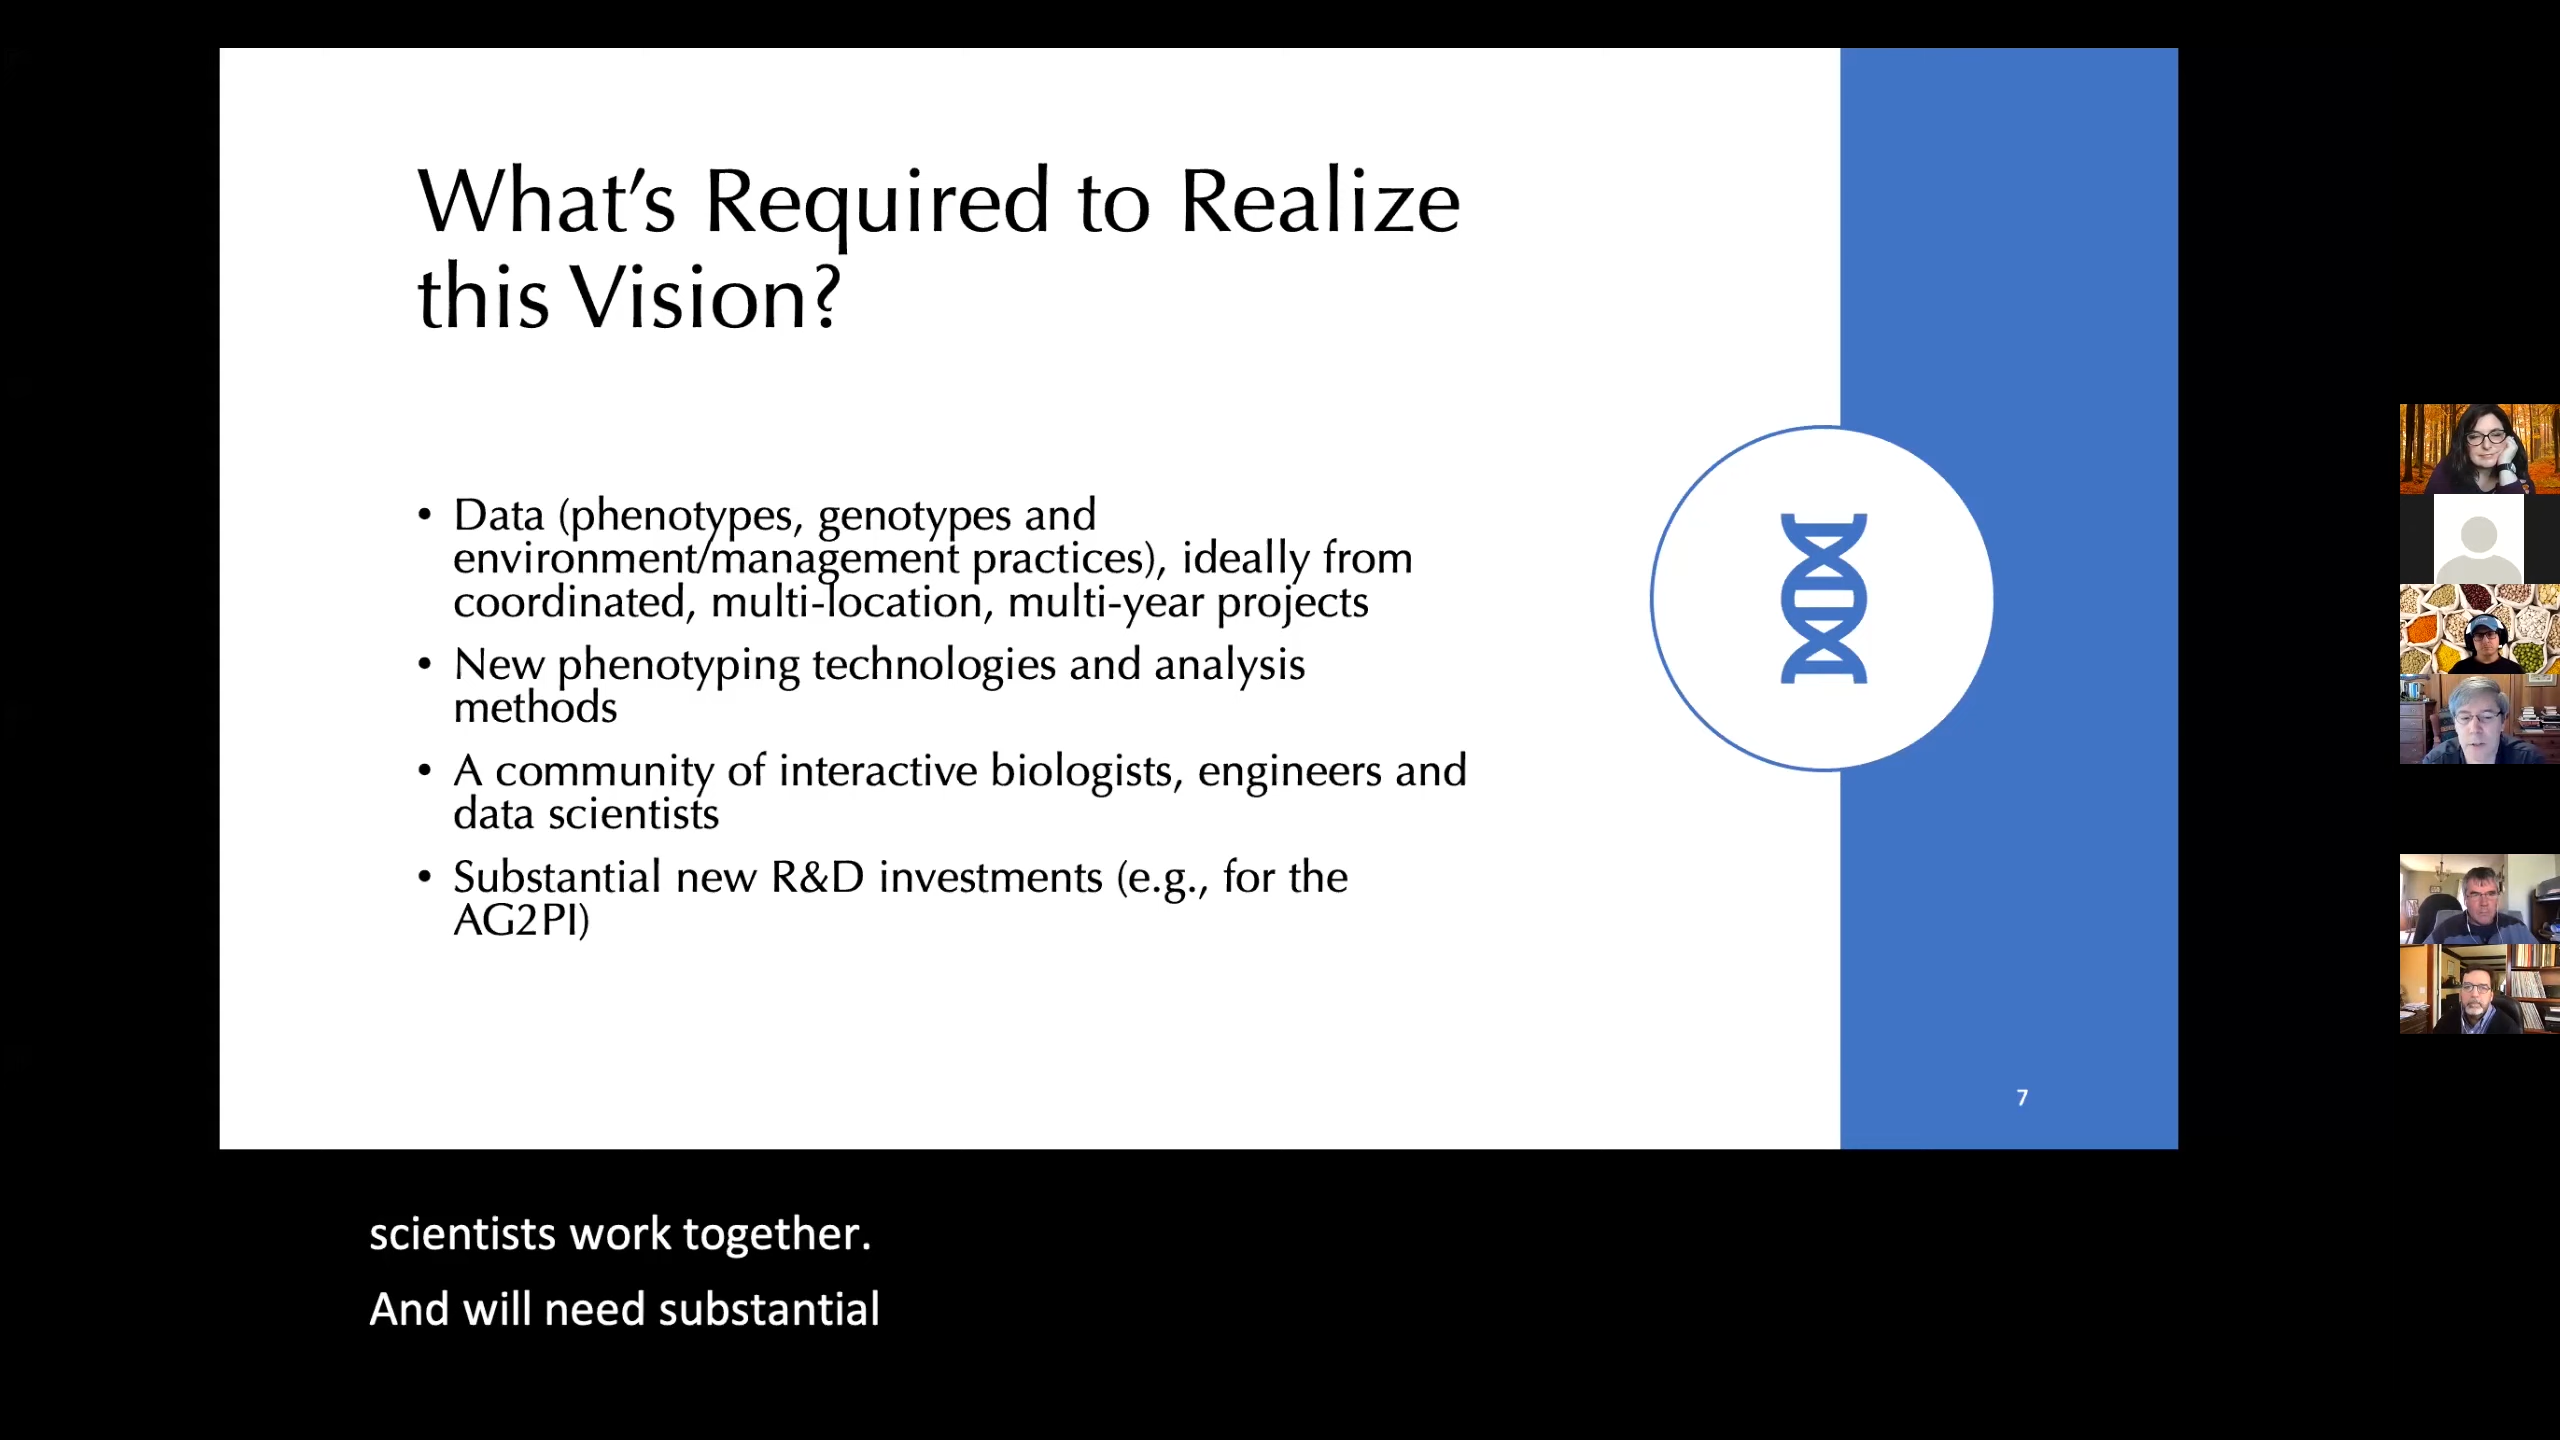 What’s Required to Realize
this Vision?
• Data (phenotypes, genotypes and
environment/management practices), ideally from
coordinated, multi-location, multi-year projects
• New phenotyping technologies and analysis
methods
• A community of interactive biologists, engineers and
data scientists
• Substantial new R&D investments (e.g., for the
AG2PI)
7
scientists work together.
And will need substantial